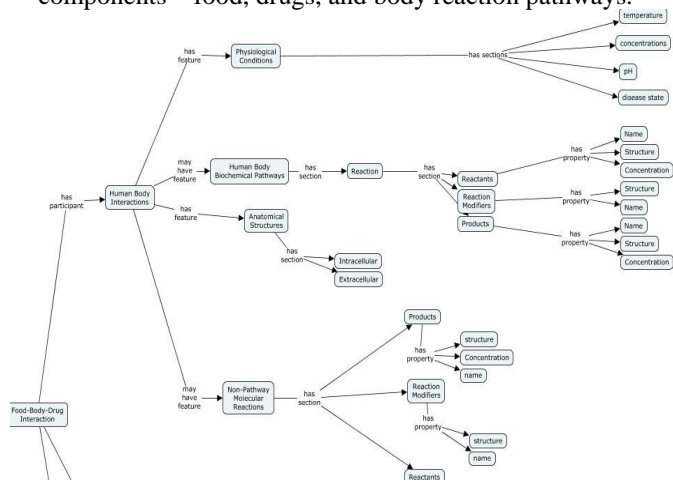 components – food, drugs, and body reaction pathways.
temperature
has
feature
Physiological
Conditions
has sections
concentrations
pH
disease state
Name
has
property
Structure
Concentration
may
have
feature
Human Body
Biochemical Pathways
has
section
Reaction
has
section
Reactants
has
participant
Human Body
Interactions
Reaction
Modifiers
has
property
Structure
Name
has
feature
Anatomical
Structures
Products
has
property
Name
Structure
Concentration
has
section
Intracellular
Extracellular
Products
has
property
structure
Concentration
name
may
have
feature
Non-Pathway
Molecular
Reactions
has
section
Reaction
Modifiers
Food-Body-Drug
Interaction
has
property
structure
name
Reactants